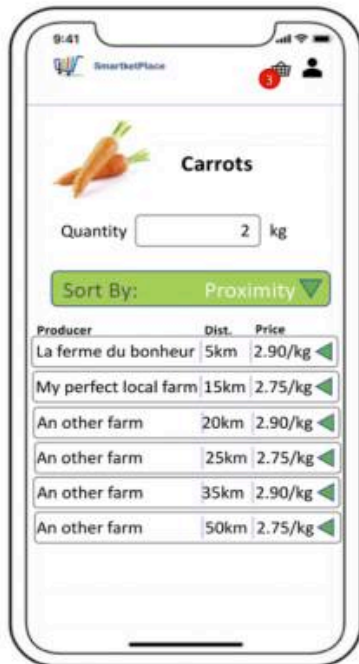 9:41
SmartketPlace
3
Carrots
Quantity 2 kg
Sort By: Proximity
Producer Dist. Price
La ferme du bonheur 5km 2.90/kg
My perfect local farm 15km 2.75/kg
An other farm 20km 2.90/kg
An other farm 25km 2.75/kg
An other farm 35km 2.90/kg
An other farm 50km 2.75/kg